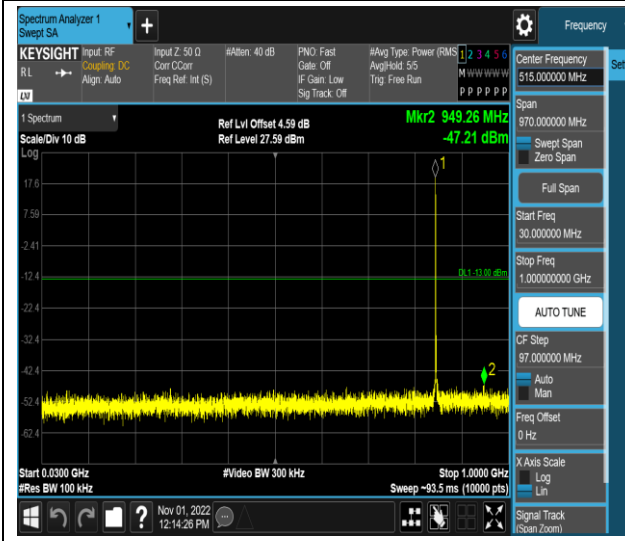 Spectrum Analyzer 1
Swept SA
+
Frequency
KEYSIGHT
RL
LXI
Input: RF
Coupling: DC
Align: Auto
Input Z: 50 Ω
Corr CCorr
Freq Ref: Int (S)
#Atten: 40 dB
PNO: Fast
Gate: Off
IF Gain: Low
Sig Track: Off
#Avg Type: Power (RMS
Avg|Hold: 5/5
Trig: Free Run
1 2 3 4 5 6
M W W W W W
P P P P P P
1 Spectrum
Scale/Div 10 dB
Log
Ref Lvl Offset 4.59 dB
Ref Level 27.59 dBm
Mkr2 949.26 MHz
-47.21 dBm
1
17.6
7.59
-2.41
-12.4
DL1 -13.00 dBm
-22.4
-32.4
-42.4
2
-52.4
-62.4
Start 0.0300 GHz
#Res BW 100 kHz
#Video BW 300 kHz
Stop 1.0000 GHz
Sweep ~93.5 ms (10000 pts)
?
Nov 01, 2022
12:14:26 PM
Center Frequency
515.000000 MHz
Set
Span
970.000000 MHz
Swept Span
Zero Span
Full Span
Start Freq
30.000000 MHz
Stop Freq
1.000000000 GHz
AUTO TUNE
CF Step
97.000000 MHz
Auto
Man
Freq Offset
0 Hz
X Axis Scale
Log
Lin
Signal Track
(Span Zoom)